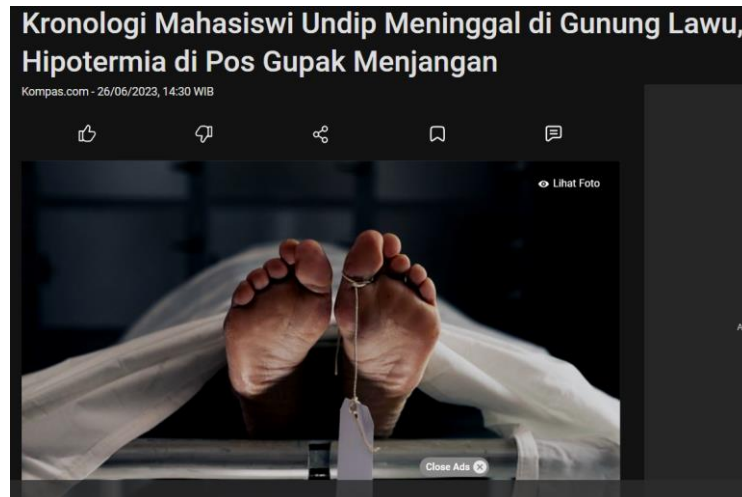 Kronologi Mahasiswi Undip Meninggal di Gunung Lawu,
Hipotermia di Pos Gupak Menjangan
Kompas.com - 26/06/2023, 14:30 WIB
Lihat Foto
A
Close Ads